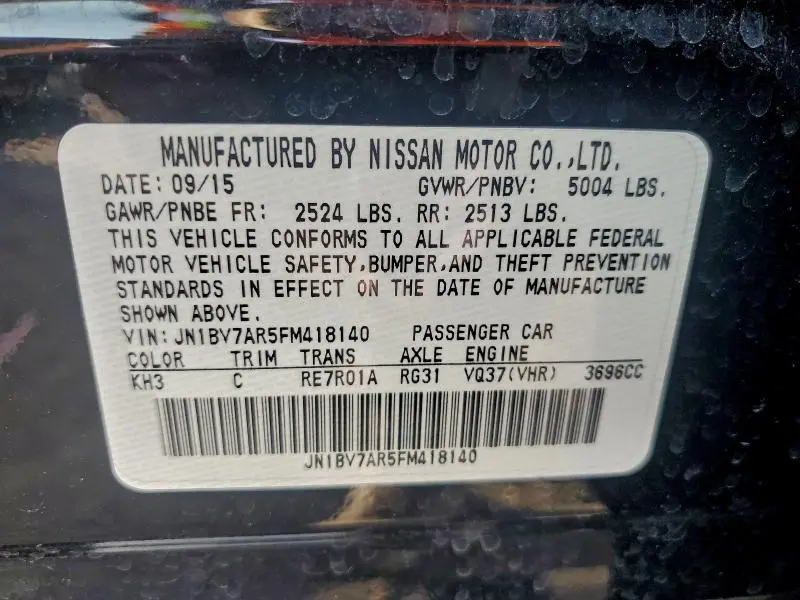 MANUFACTURED BY NISSAN MOTOR CO.,LTD.
DATE: 09/15 GVWR/PNBV: 5004 LBS.
GAWR/PNBE FR: 2524 LBS. RR: 2513 LBS.
THIS VEHICLE CONFORMS TO ALL APPLICABLE FEDERAL
MOTOR VEHICLE SAFETY,BUMPER,AND THEFT PREVENTION
STANDARDS IN EFFECT ON THE DATE OF MANUFACTURE
SHOWN ABOVE.
VIN: JN1BV7AR5FM418140 PASSENGER CAR
COLOR TRIM TRANS AXLE ENGINE
KH3 C RE7R01A RG31 VQ37(VHR) 3696CC
JN1BV7AR5FM418140